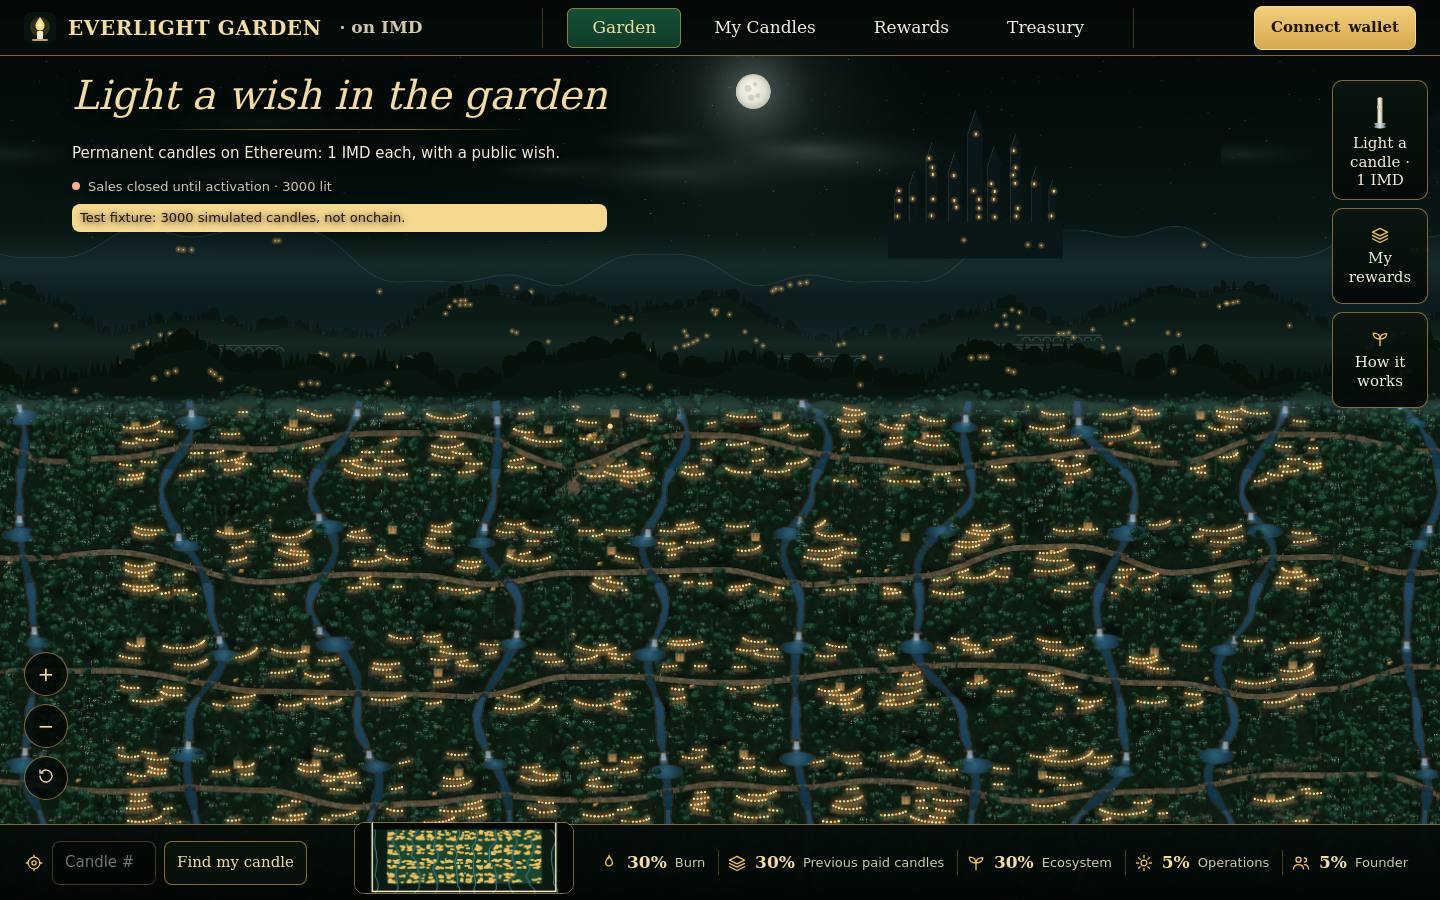 EVERLIGHT GARDEN · on IMD
Garden
My Candles
Rewards
Treasury
Connect wallet
Light a wish in the garden
Permanent candles on Ethereum: 1 IMD each, with a public wish.
Sales closed until activation · 3000 lit
Test fixture: 3000 simulated candles, not onchain.
Light a
candle ·
1 IMD
My
rewards
How it
works
+
−
Candle #
Find my candle
30% Burn
30% Previous paid candles
30% Ecosystem
5% Operations
5% Founder